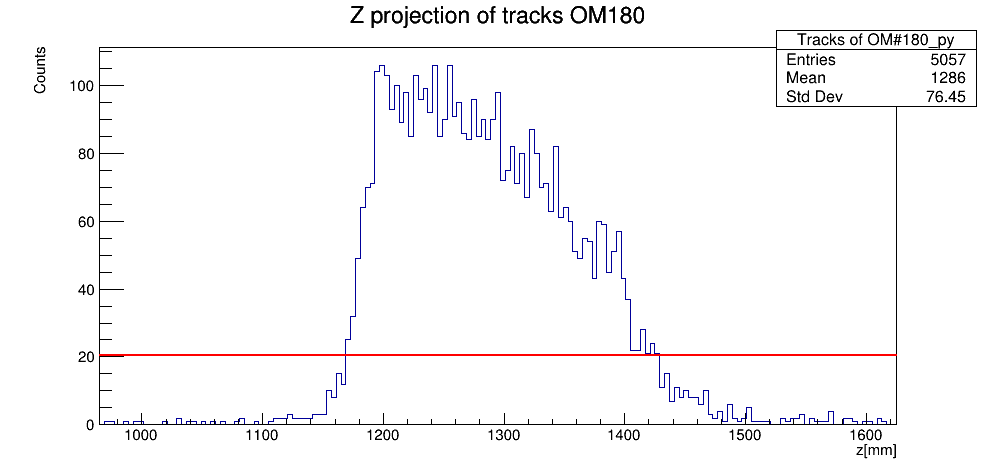 Z projection of tracks OM180
Tracks of OM#180_py
Entries 5057
Mean 1286
Std Dev 76.45
Counts
100
80
60
40
20
0
1000 1100 1200 1300 1400 1500 1600
z[mm]